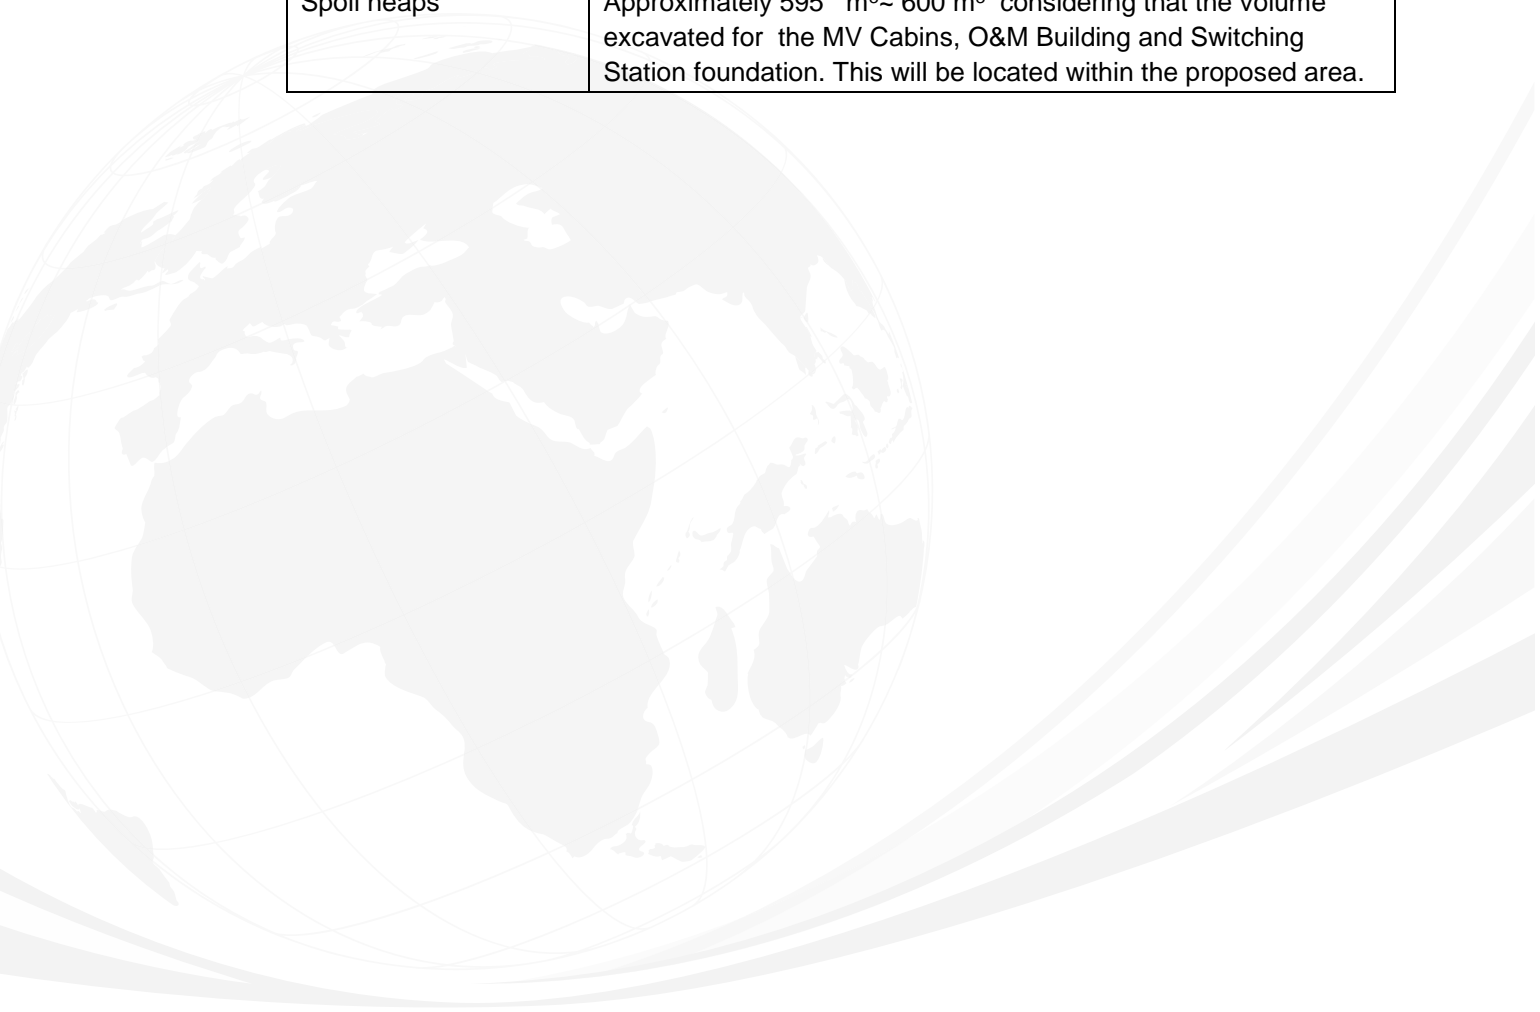 Spoil heaps
Approximately 595 m³~ 600 m³ considering that the volume
excavated for the MV Cabins, O&M Building and Switching
Station foundation. This will be located within the proposed area.